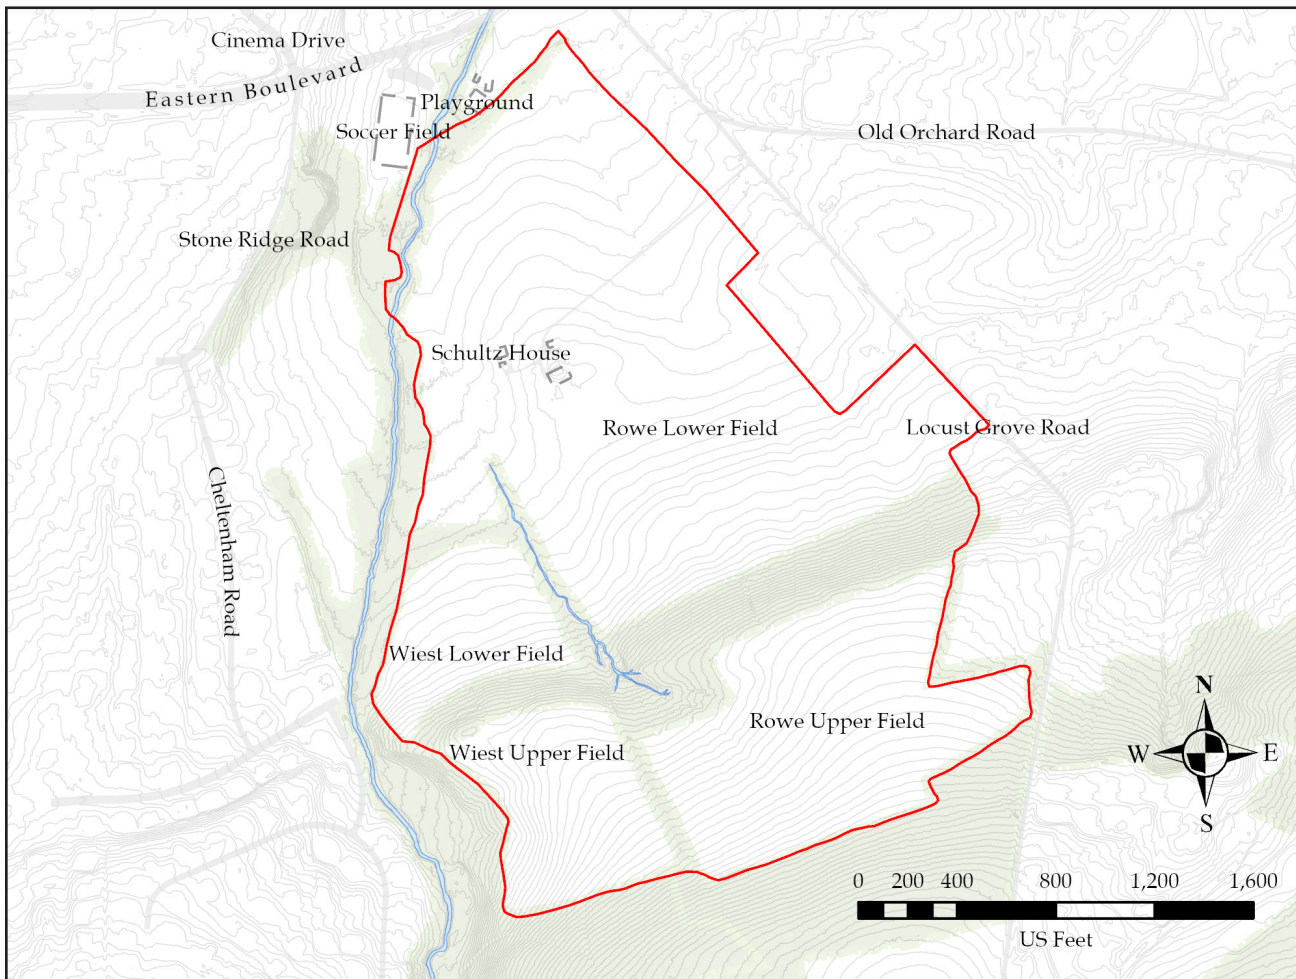 Cinema Drive
Eastern Boulevard
Playground
Soccer Field
Old Orchard Road
Stone Ridge Road
Schultz House
Rowe Lower Field
Locust Grove Road
Cheltenham Road
Wiest Lower Field
Rowe Upper Field
Wiest Upper Field
N
W E
S
0 200 400 800 1,200 1,600
US Feet